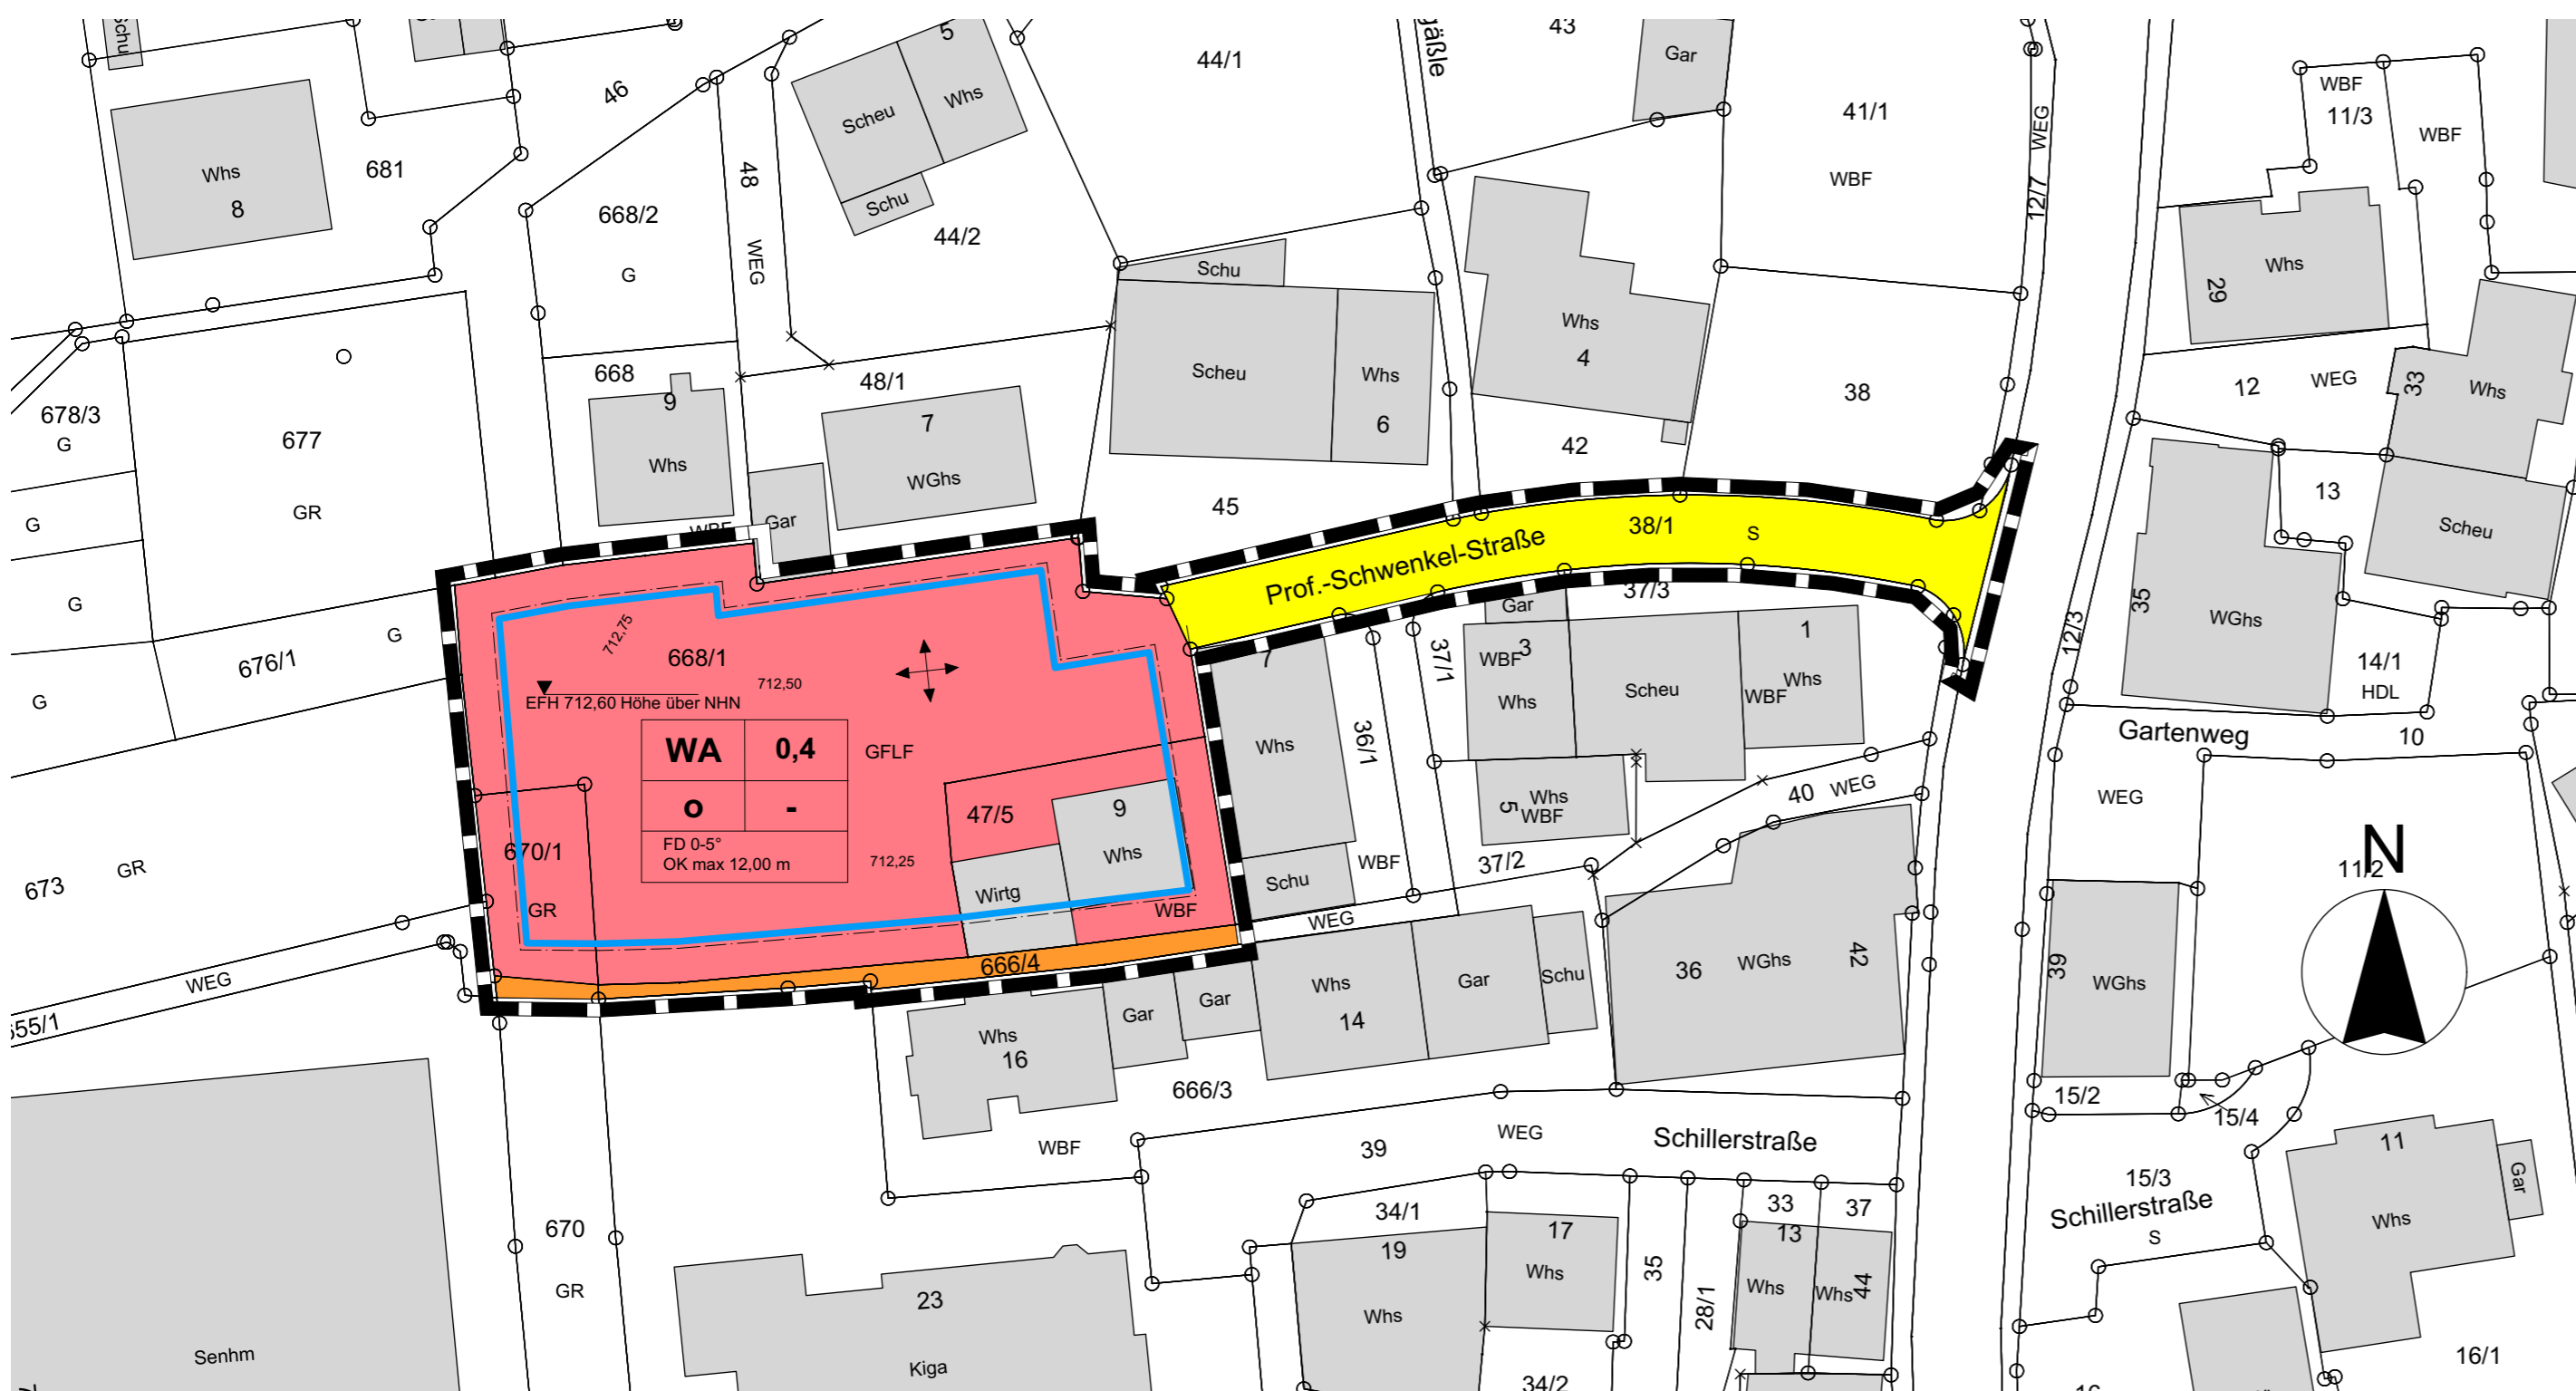 Schu
5
Whs
Scheu
Schu
46
44/1
gäßle
43
Gar
41/1
WBF
WEG
12/7
WBF
11/3
WBF
Whs
8
681
668/2
G
48
WEG
44/2
Schu
Whs
4
38
Whs
29
12
WEG
33
Whs
678/3
G
677
GR
668
9
Whs
48/1
7
WGhs
Gar
WBF
Scheu
Whs
6
42
45
13
Scheu
G
G
G
676/1
G
Prof.-Schwenkel-Straße
38/1
S
37/3
35
WGhs
12/3
14/1
HDL
712,75
668/1
712,50
EFH 712,60 Höhe über NHN
WA
0,4
GFLF
o
-
FD 0-5°
OK max 12,00 m
712,25
47/5
9
Whs
Wirtg
WBF
670/1
GR
666/4
7
Whs
Schu
36/1
WBF
37/1
Gar
WBF
3
Whs
Scheu
1
Whs
WBF
5
Whs
WBF
40
WEG
37/2
WEG
Gartenweg
10
WEG
N
11/2
673
GR
WEG
655/1
Whs
16
Gar
Gar
Whs
14
Gar
Schu
36
WGhs
42
39
WGhs
666/3
WBF
39
WEG
Schillerstraße
15/2
15/4
15/3
Schillerstraße
S
11
Whs
Gar
670
GR
23
Kiga
Senhm
34/1
19
Whs
17
Whs
35
28/1
33
13
Whs
37
Whs
44
34/2
16/1
16